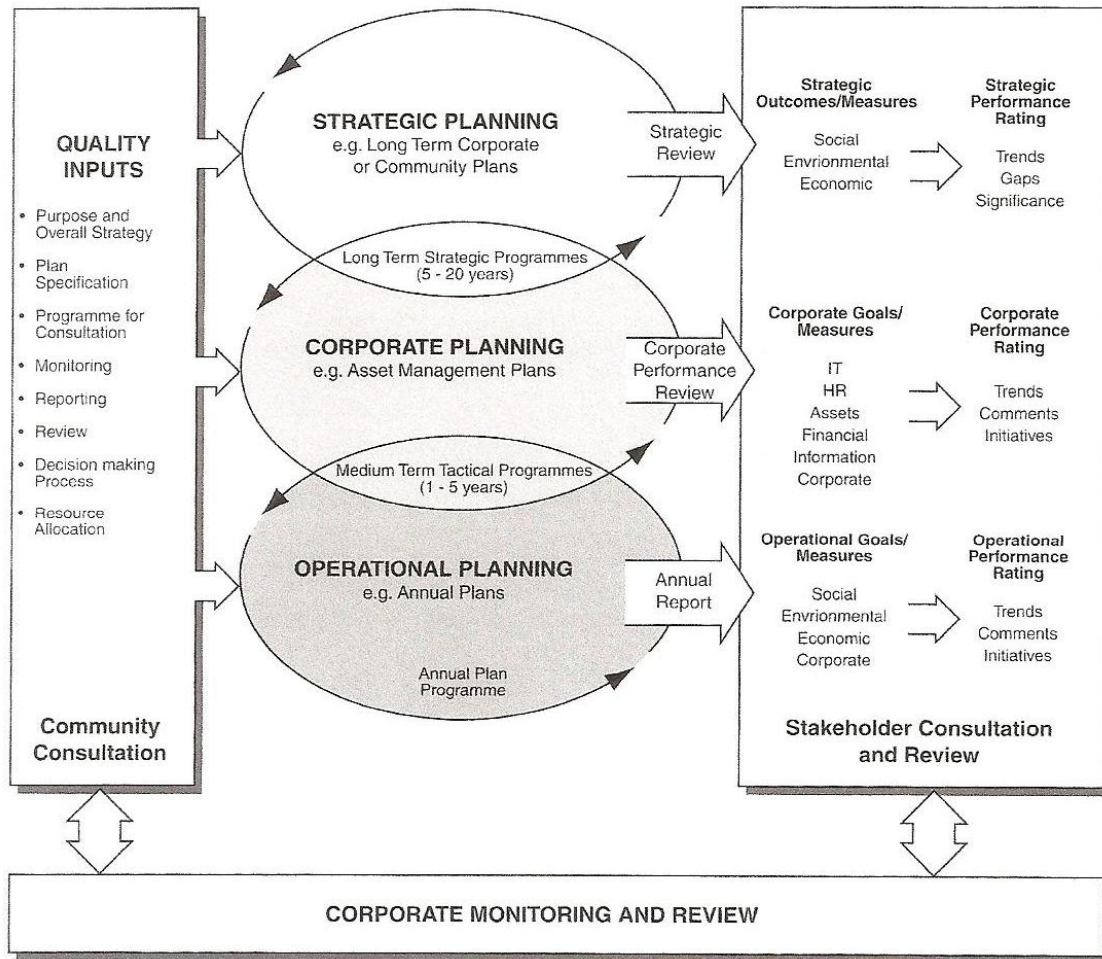 QUALITY
INPUTS
• Purpose and
Overall Strategy
• Plan
Specification
• Programme for
Consultation
• Monitoring
• Reporting
• Review
• Decision making
Process
• Resource
Allocation
Community
Consultation
STRATEGIC PLANNING
e.g. Long Term Corporate
or Community Plans
Strategic
Review
Long Term Strategic Programmes
(5 - 20 years)
CORPORATE PLANNING
e.g. Asset Management Plans
Corporate
Performance
Review
Medium Term Tactical Programmes
(1 - 5 years)
OPERATIONAL PLANNING
e.g. Annual Plans
Annual
Report
Annual Plan
Programme
Strategic
Outcomes/Measures
Social
Envrionmental
Economic
Strategic
Performance
Rating
Trends
Gaps
Significance
Corporate Goals/
Measures
IT
HR
Assets
Financial
Information
Corporate
Corporate
Performance
Rating
Trends
Comments
Initiatives
Operational Goals/
Measures
Social
Envrionmental
Economic
Corporate
Operational
Performance
Rating
Trends
Comments
Initiatives
Stakeholder Consultation
and Review
CORPORATE MONITORING AND REVIEW